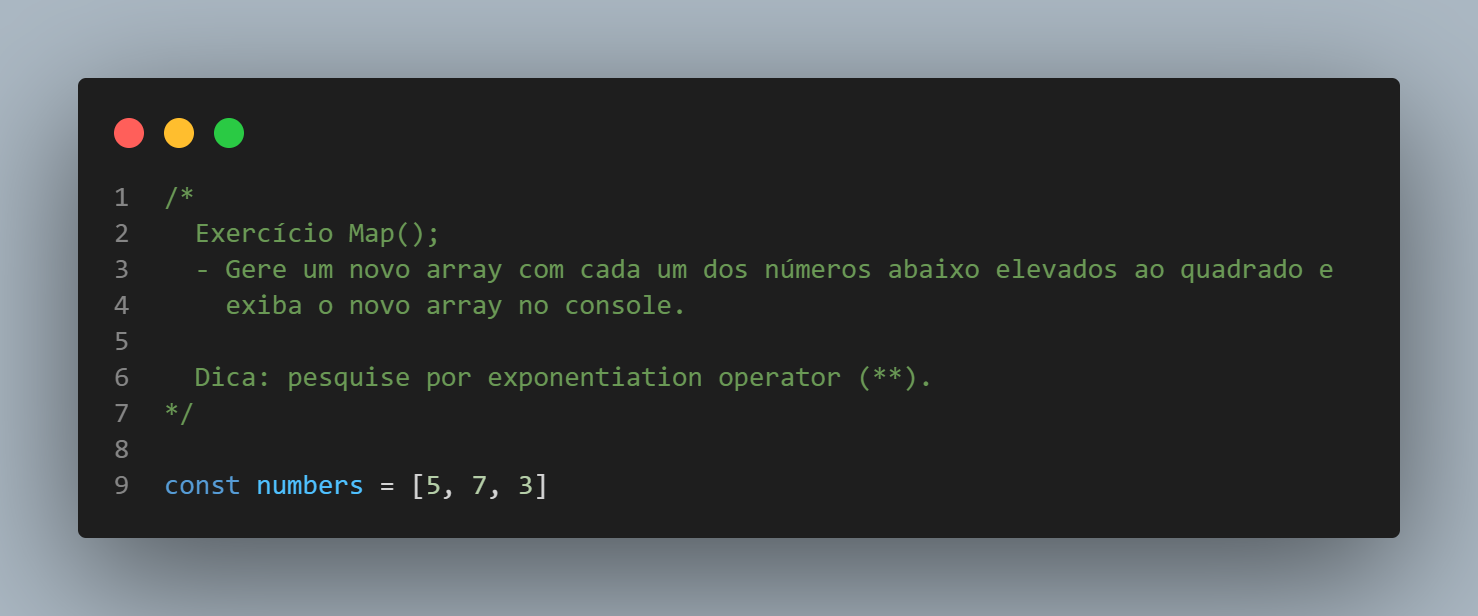 1 /*
2 Exercício Map();
3 - Gere um novo array com cada um dos números abaixo elevados ao quadrado e
4 exiba o novo array no console.
5
6 Dica: pesquise por exponentiation operator (**).
7 */
8
9 const numbers = [5, 7, 3]